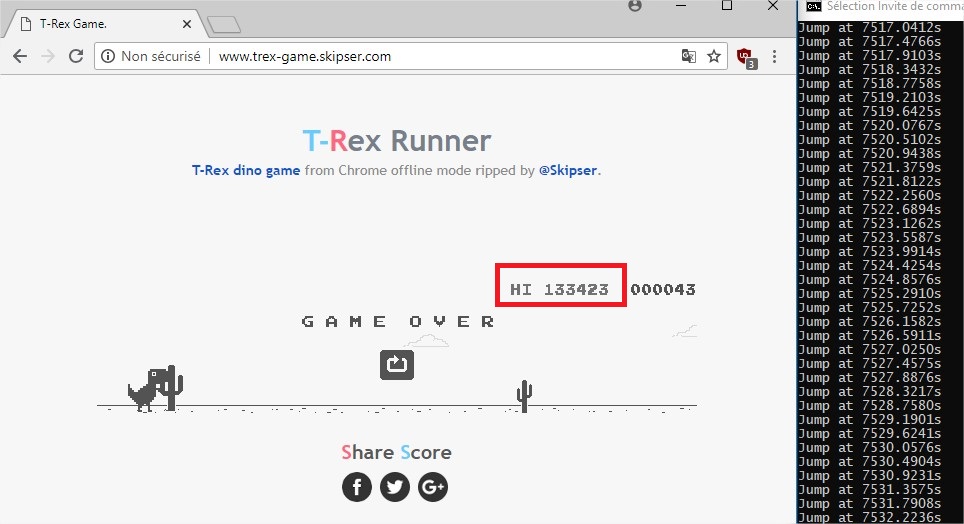 T-Rex Game.
Non sécurisé
www.trex-game.skipser.com
3
T-Rex Runner
T-Rex dino game from Chrome offline mode ripped by @Skipser.
HI 133423 000043
GAME OVER
Share Score
Sélection Invite de comma
Jump at 7517.0412s
Jump at 7517.4766s
Jump at 7517.9103s
Jump at 7518.3432s
Jump at 7518.7758s
Jump at 7519.2103s
Jump at 7519.6425s
Jump at 7520.0767s
Jump at 7520.5102s
Jump at 7520.9438s
Jump at 7521.3759s
Jump at 7521.8122s
Jump at 7522.2560s
Jump at 7522.6894s
Jump at 7523.1262s
Jump at 7523.5587s
Jump at 7523.9914s
Jump at 7524.4254s
Jump at 7524.8576s
Jump at 7525.2910s
Jump at 7525.7252s
Jump at 7526.1582s
Jump at 7526.5911s
Jump at 7527.0250s
Jump at 7527.4575s
Jump at 7527.8876s
Jump at 7528.3217s
Jump at 7528.7580s
Jump at 7529.1901s
Jump at 7529.6241s
Jump at 7530.0576s
Jump at 7530.4904s
Jump at 7530.9231s
Jump at 7531.3575s
Jump at 7531.7908s
Jump at 7532.2236s